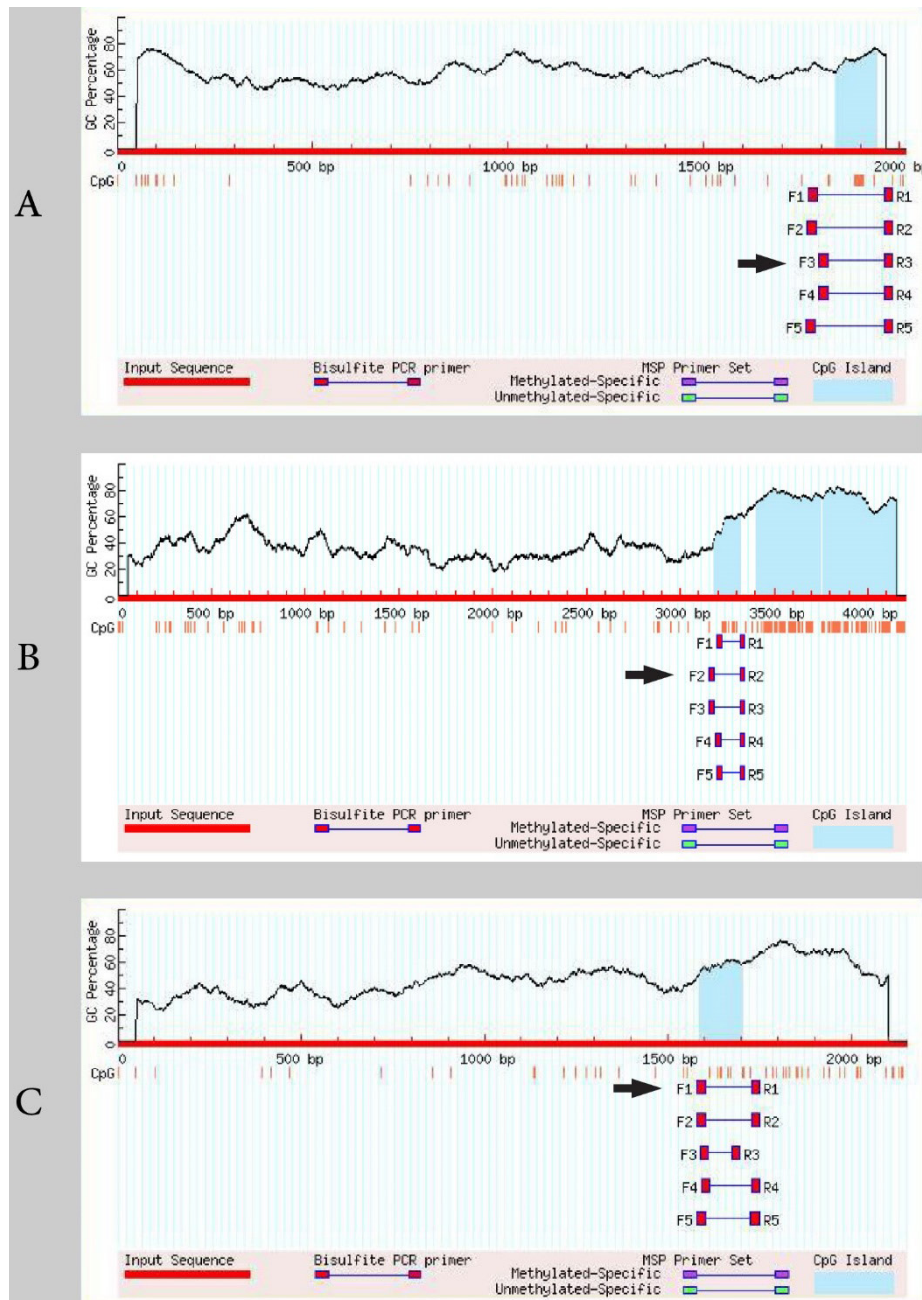 A
GC Percentage
80
60
40
20
0
0 500 bp 1000 bp 1500 bp 2000 bp
CpG
F1 R1
F2 R2
F3 R3
F4 R4
F5 R5
Input Sequence Bisulfite PCR primer MSP Primer Set CpG Island
Methylated-Specific
Unmethylated-Specific
B
GC Percentage
80
60
40
20
0
0 500 bp 1000 bp 1500 bp 2000 bp 2500 bp 3000 bp 3500 bp 4000 bp
CpG
F1 R1
F2 R2
F3 R3
F4 R4
F5 R5
Input Sequence Bisulfite PCR primer MSP Primer Set CpG Island
Methylated-Specific
Unmethylated-Specific
C
GC Percentage
80
60
40
20
0
0 500 bp 1000 bp 1500 bp 2000 bp
CpG
F1 R1
F2 R2
F3 R3
F4 R4
F5 R5
Input Sequence Bisulfite PCR primer MSP Primer Set CpG Island
Methylated-Specific
Unmethylated-Specific